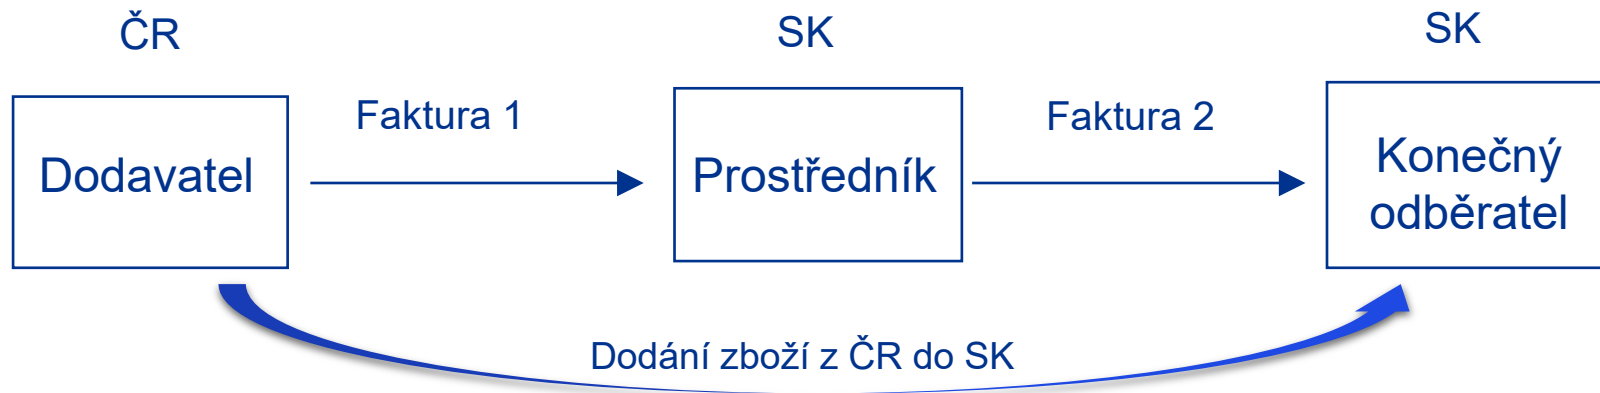 ČR
SK
SK
Faktura 1
Faktura 2
Dodavatel
Prostředník
Konečný
odběratel
Dodání zboží z ČR do SK